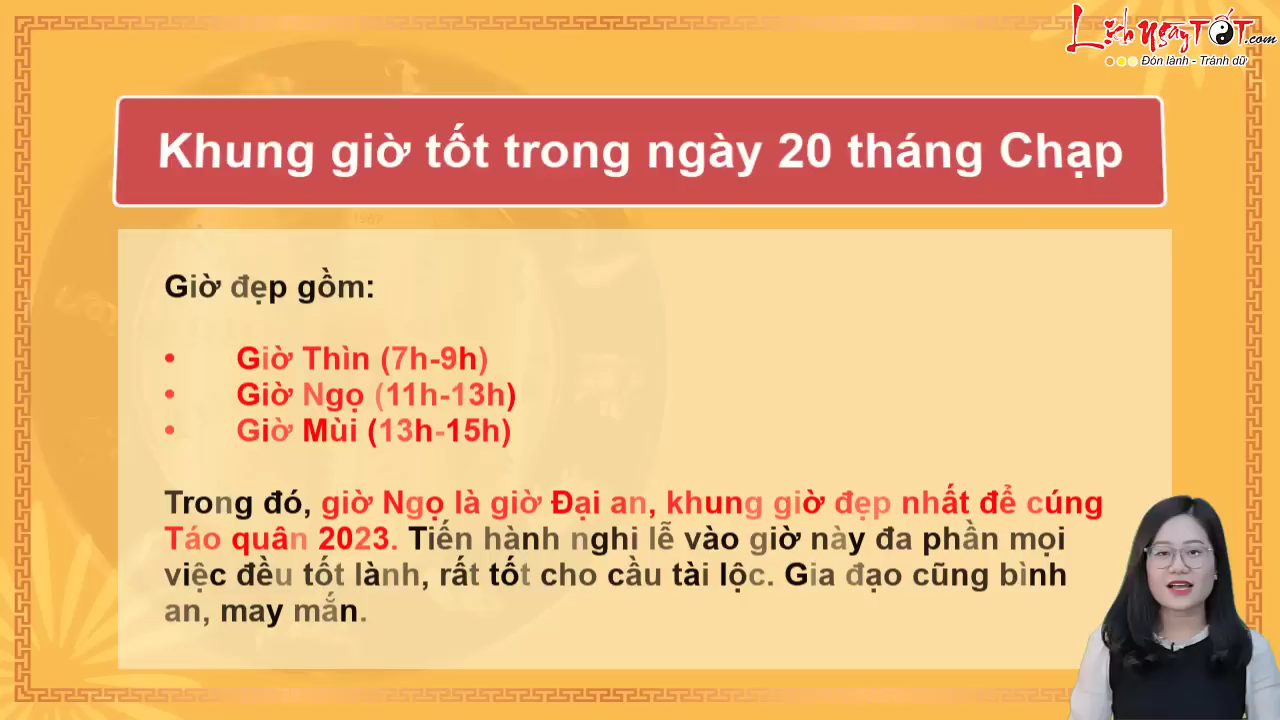 LịchNgàyTỐT.com
Đón lành - Tránh dữ
Khung giờ tốt trong ngày 20 tháng Chạp
1967
Giờ đẹp gồm:
• Giờ Thìn (7h-9h)
• Giờ Ngọ (11h-13h)
• Giờ Mùi (13h-15h)
Trong đó, giờ Ngọ là giờ Đại an, khung giờ đẹp nhất để cúng
Táo quân 2023. Tiến hành nghi lễ vào giờ này đa phần mọi
việc đều tốt lành, rất tốt cho cầu tài lộc. Gia đạo cũng bình
an, may mắn.